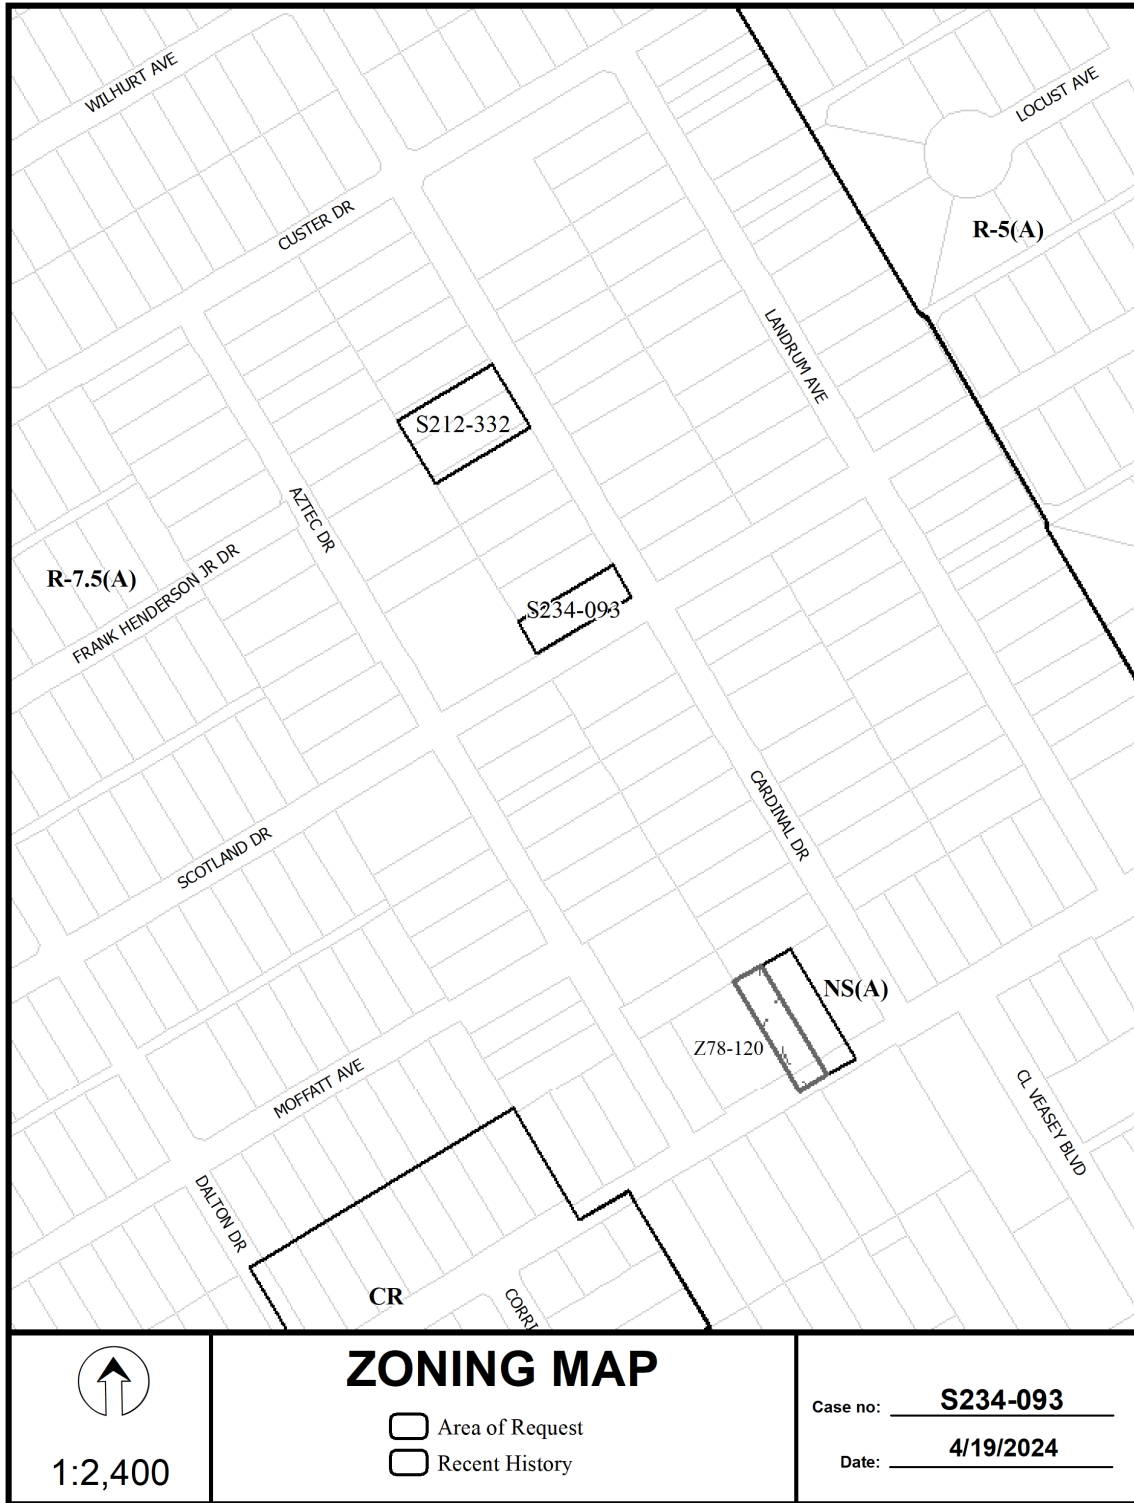 WILHURT AVE
LOCUST AVE
CUSTER DR
R-5(A)
LANDRUM AVE
S212-332
AZTEC DR
R-7.5(A)
FRANK HENDERSON JR DR
S234-093
CARDINAL DR
SCOTLAND DR
NS(A)
Z78-120
MOFFATT AVE
CL VEASEY BLVD
DALTON DR
CR
CORRI
ZONING MAP
Area of Request
Recent History
1:2,400
Case no: S234-093
Date: 4/19/2024